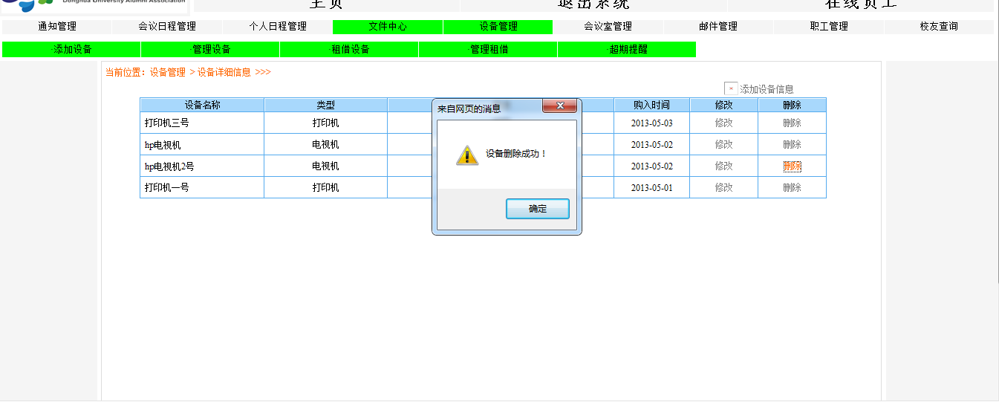 Donghua University Alumni Association
主页 退出系统 在线员工
通知管理 会议日程管理 个人日程管理 文件中心 设备管理 会议室管理 邮件管理 职工管理 校友查询
·添加设备 ·管理设备 ·租借设备 ·管理租借 ·超期提醒
当前位置：设备管理 > 设备详细信息 >>>
添加设备信息
设备名称 类型 购入时间 修改 删除
打印机三号 打印机 2013-05-03 修改 删除
hp电视机 电视机 2013-05-02 修改 删除
hp电视机2号 电视机 2013-05-02 修改 删除
打印机一号 打印机 2013-05-01 修改 删除
来自网页的消息
设备删除成功！
确定